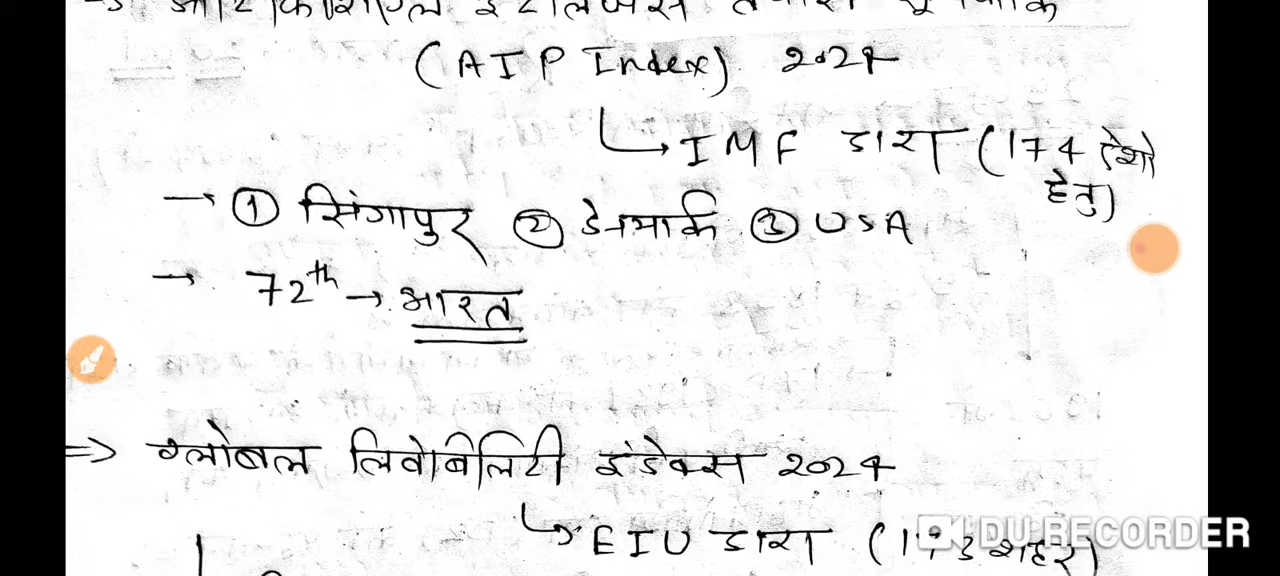 (AIP Index) 2024
IMF द्वारा (174 देशो
हेतु)
→ ① सिंगापुर ② डेनमार्क ③ USA
→ 72th → भारत
⇒ ग्लोबल लिवेबिलिटी इंडेक्स 2024
EIU द्वारा (173 शहर)
DU RECORDER